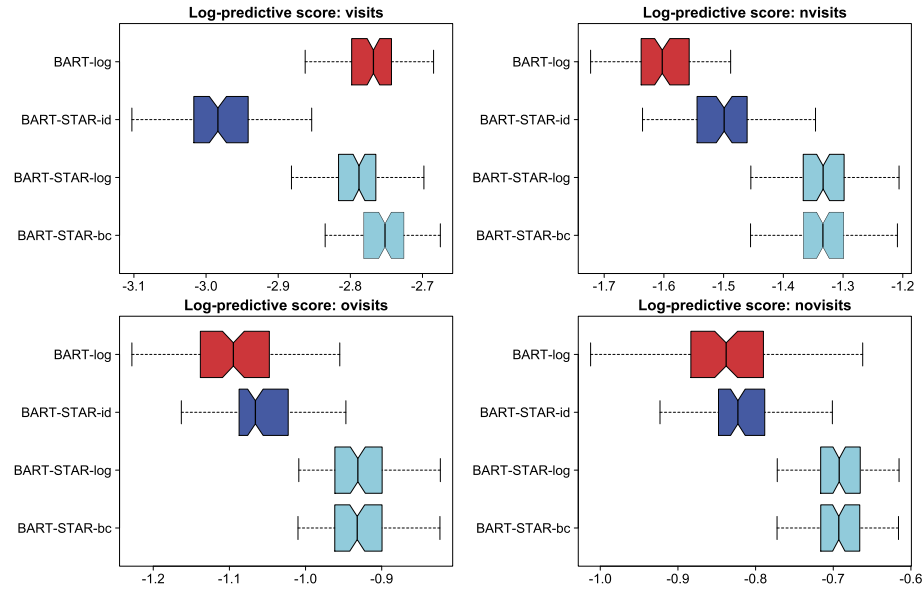 Log-predictive score: visits
BART-log
BART-STAR-id
BART-STAR-log
BART-STAR-bc
-3.1 -3.0 -2.9 -2.8 -2.7
Log-predictive score: nvisits
BART-log
BART-STAR-id
BART-STAR-log
BART-STAR-bc
-1.7 -1.6 -1.5 -1.4 -1.3 -1.2
Log-predictive score: ovisits
BART-log
BART-STAR-id
BART-STAR-log
BART-STAR-bc
-1.2 -1.1 -1.0 -0.9
Log-predictive score: novisits
BART-log
BART-STAR-id
BART-STAR-log
BART-STAR-bc
-1.0 -0.9 -0.8 -0.7 -0.6